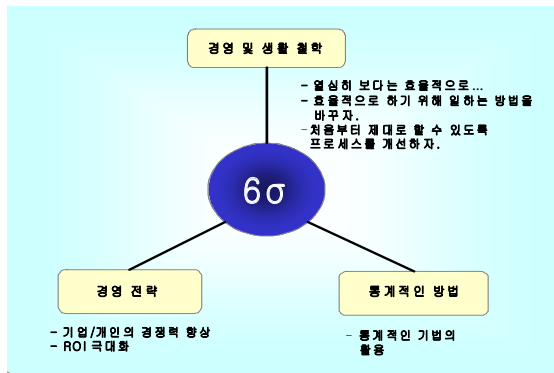 경영 및 생활 철학
- 열심히 보다는 효율적으로...
- 효율적으로 하기 위해 일하는 방법을
바꾸자.
- 처음부터 제대로 할 수 있도록
프로세스를 개선하자.
6σ
경영 전략
- 기업/개인의 경쟁력 향상
- ROI 극대화
통계적인 방법
- 통계적인 기법의
활용